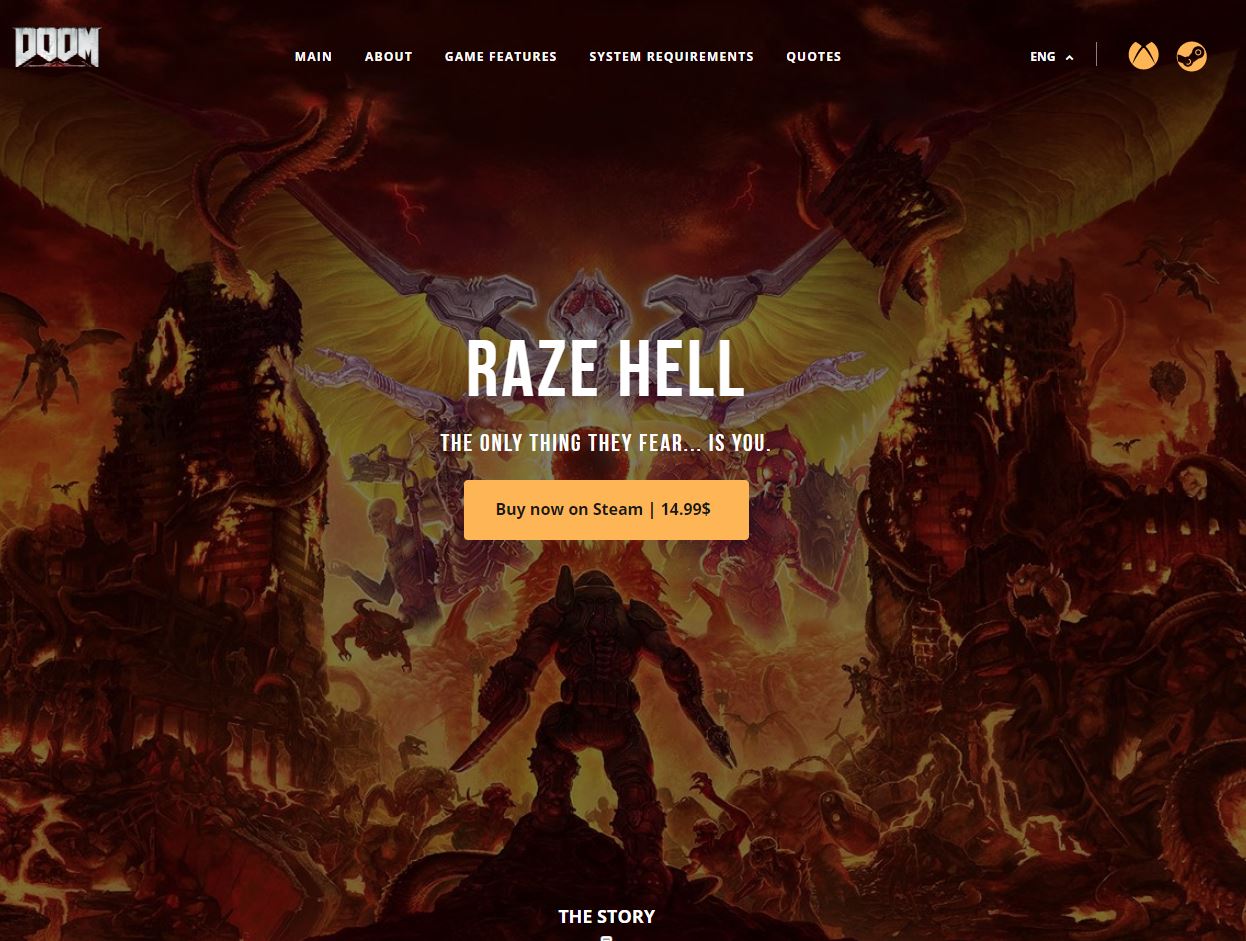 DOOM
MAIN ABOUT GAME FEATURES SYSTEM REQUIREMENTS QUOTES ENG
RAZE HELL
THE ONLY THING THEY FEAR... IS YOU.
Buy now on Steam | 14.99$
THE STORY